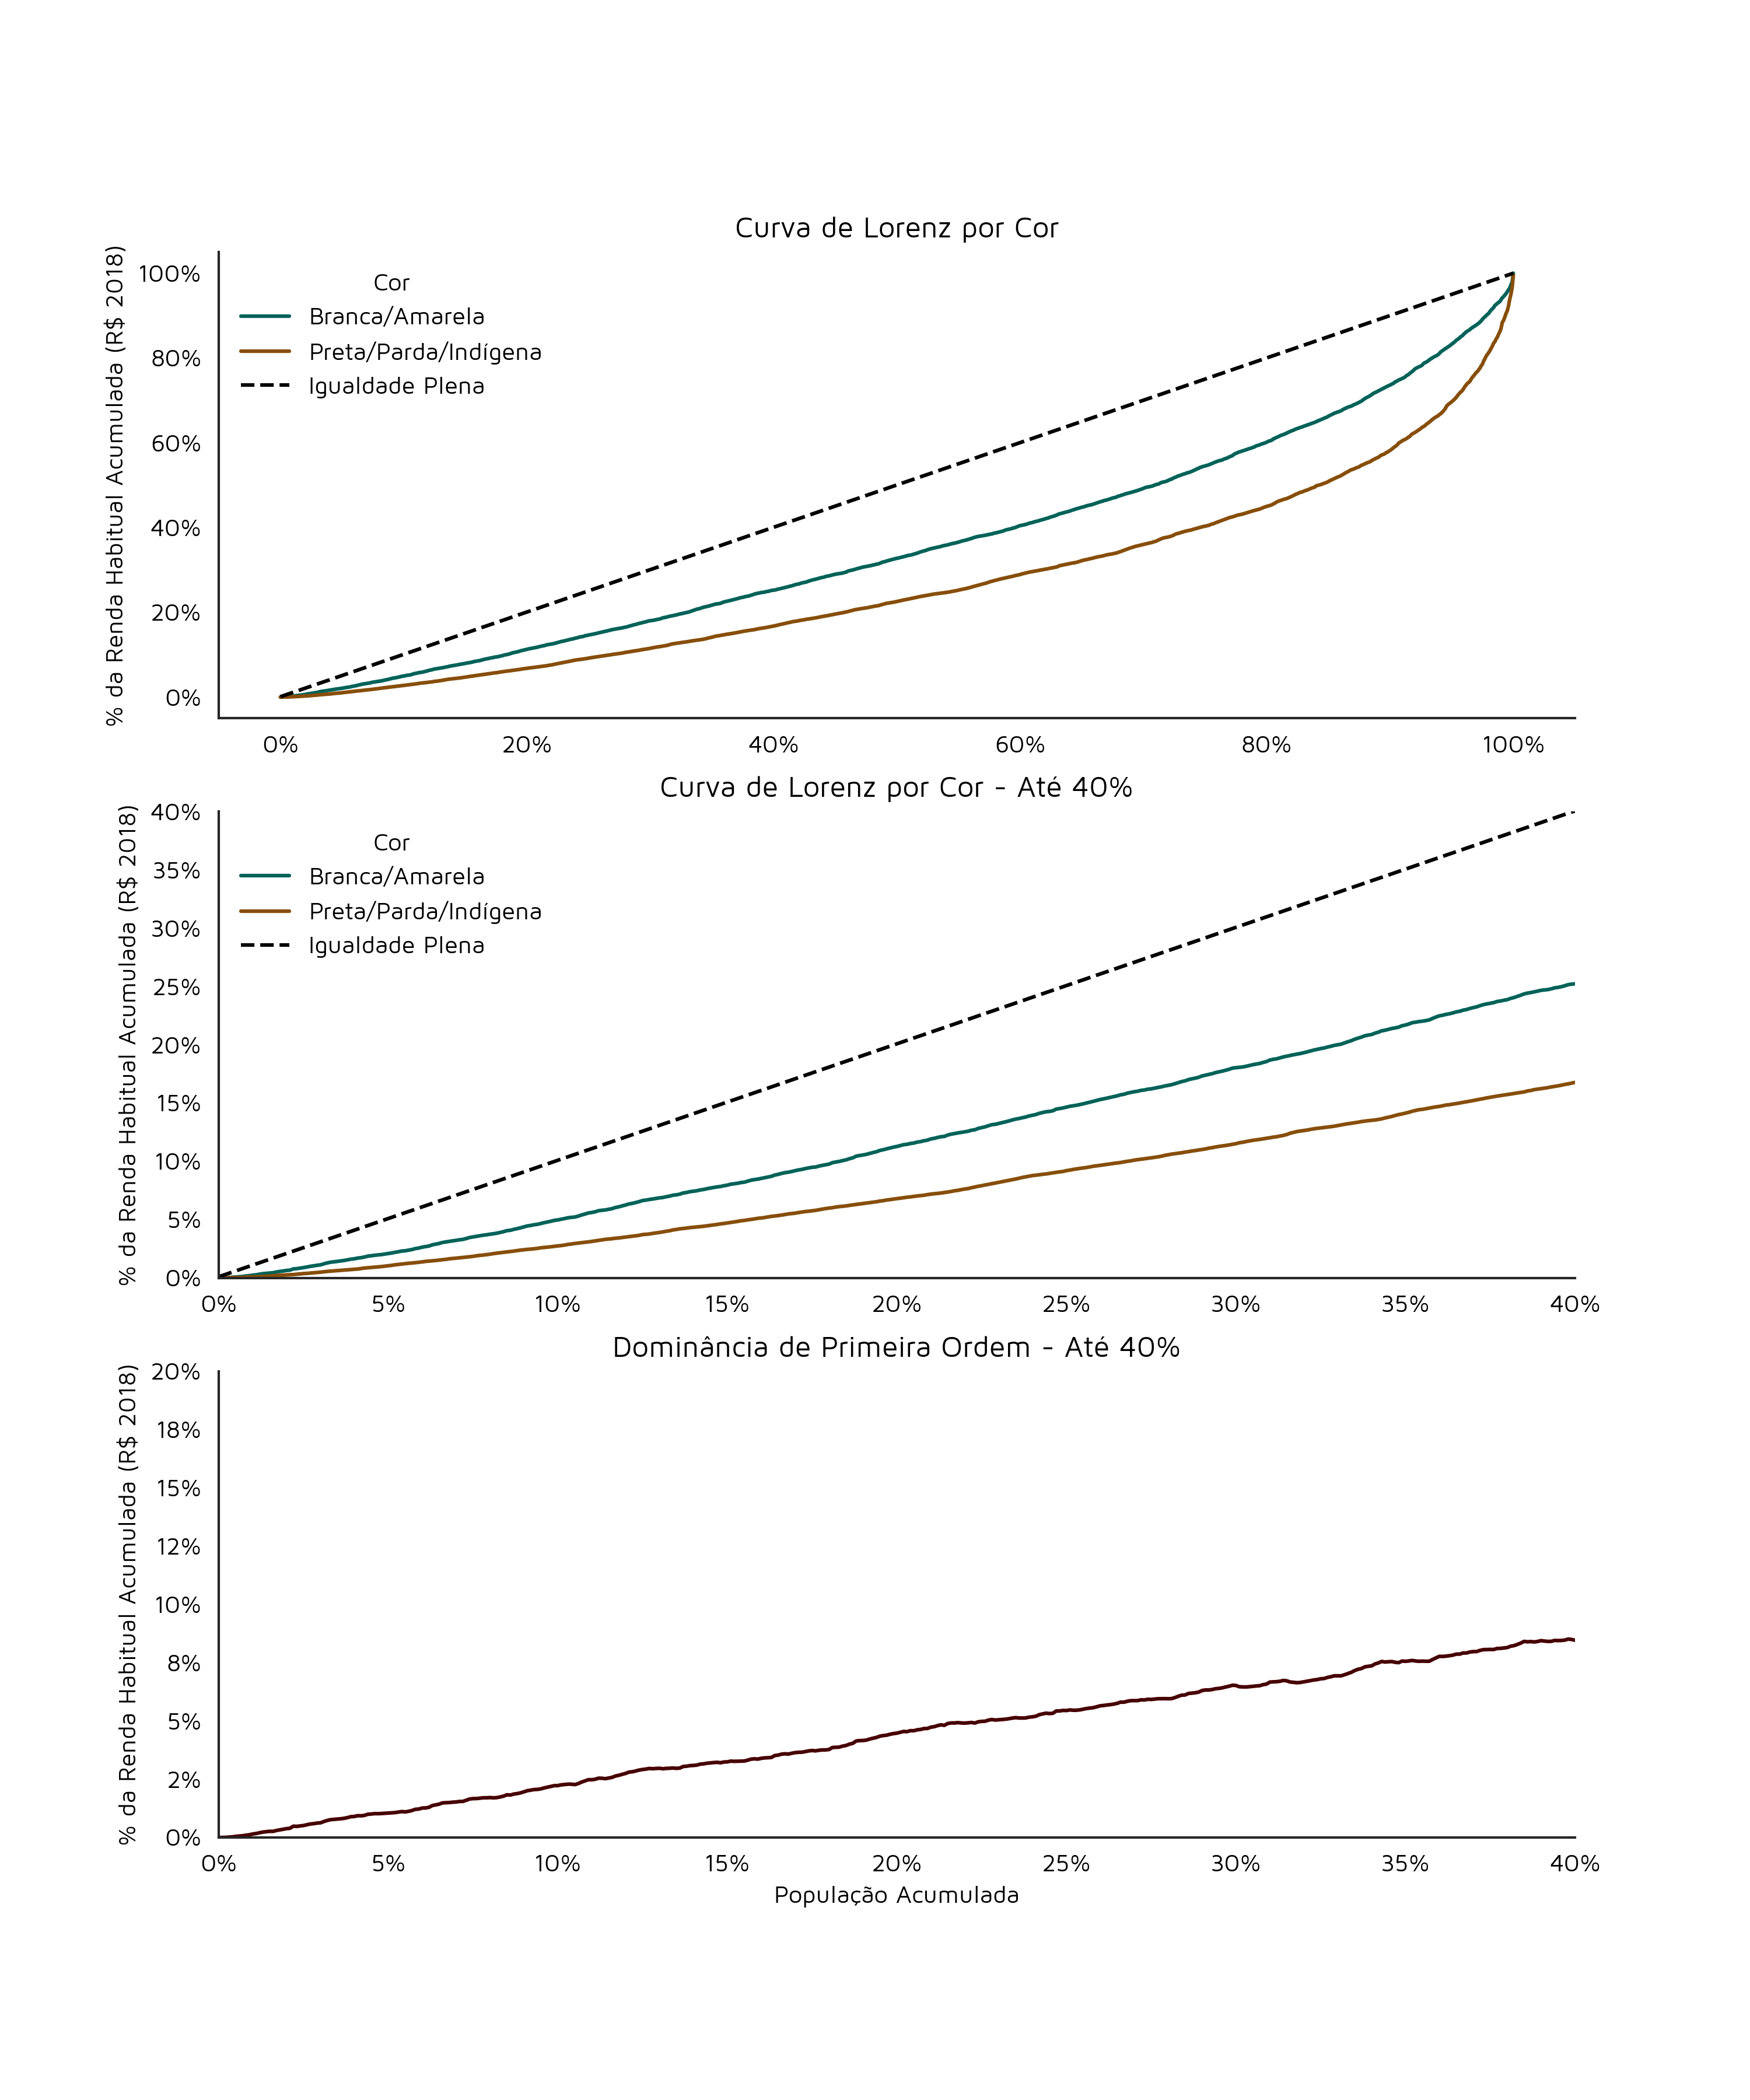 Curva de Lorenz por Cor
% da Renda Habitual Acumulada (R$ 2018)
100%
80%
60%
40%
20%
0%
Cor
Branca/Amarela
Preta/Parda/Indígena
Igualdade Plena
0% 20% 40% 60% 80% 100%
Curva de Lorenz por Cor - Até 40%
% da Renda Habitual Acumulada (R$ 2018)
40%
35%
30%
25%
20%
15%
10%
5%
0%
Cor
Branca/Amarela
Preta/Parda/Indígena
Igualdade Plena
0% 5% 10% 15% 20% 25% 30% 35% 40%
Dominância de Primeira Ordem - Até 40%
% da Renda Habitual Acumulada (R$ 2018)
20%
18%
15%
12%
10%
8%
5%
2%
0%
0% 5% 10% 15% 20% 25% 30% 35% 40%
População Acumulada